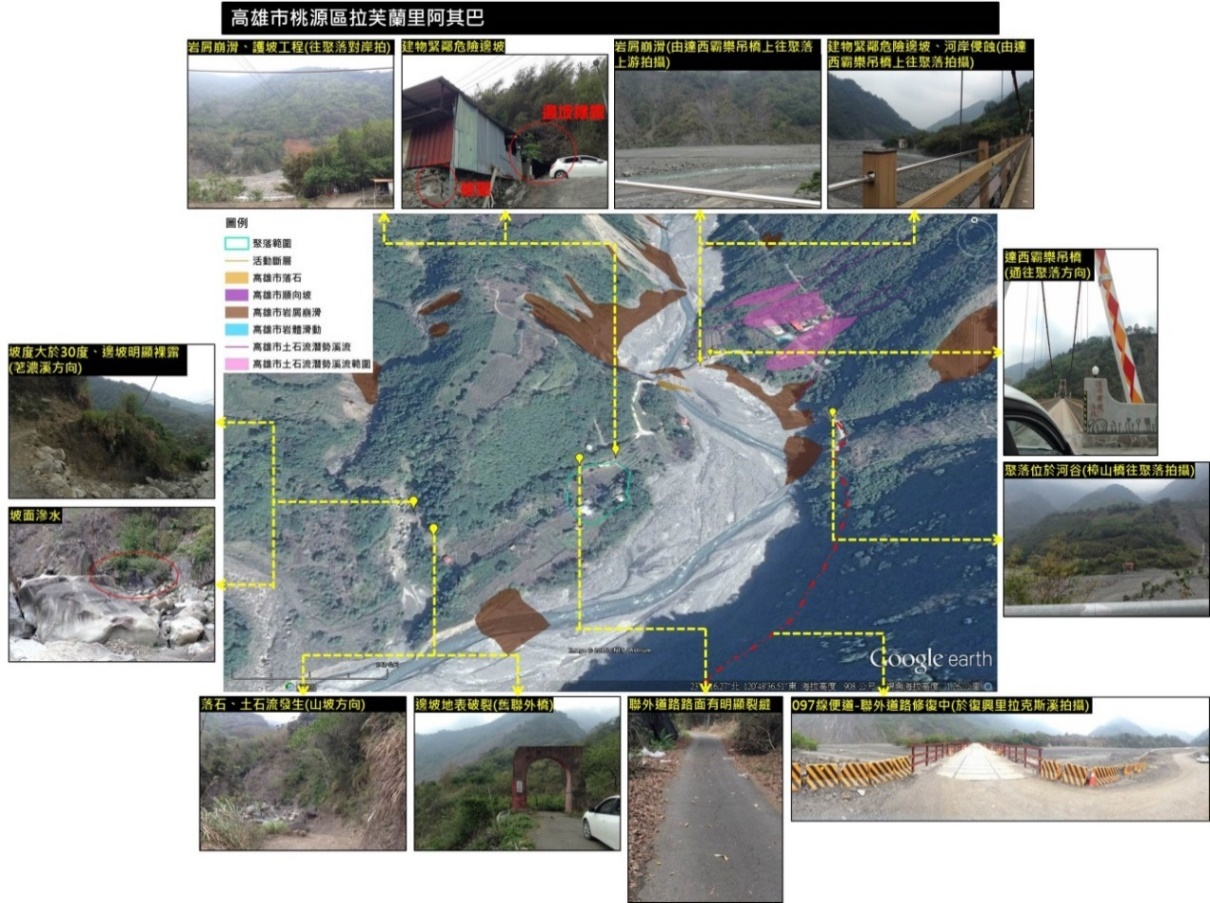 高雄市桃源區拉芙蘭里阿其巴
岩屑崩滑、護坡工程(往聚落對岸拍)
建物緊鄰危險邊坡
岩屑崩滑(由達西霸樂吊橋上往聚落
上游拍攝)
建物緊鄰危險邊坡、河岸侵蝕(由達
西霸樂吊橋上往聚落拍攝)
圖例
聚落範圍
活動斷層
高雄市落石
高雄市順向坡
高雄市岩屑崩滑
高雄市岩體滑動
高雄市土石流潛勢溪流
高雄市土石流潛勢溪流範圍
達西霸樂吊橋
(通往聚落方向)
坡度大於30度、邊坡明顯裸露
(荖濃溪方向)
聚落位於河谷(樟山橋往聚落拍攝)
坡面滲水
Google earth
落石、土石流發生(山坡方向)
邊坡地表破裂(舊聯外橋)
聯外道路路面有明顯裂縫
097線便道-聯外道路修復中(於復興里拉克斯溪拍攝)